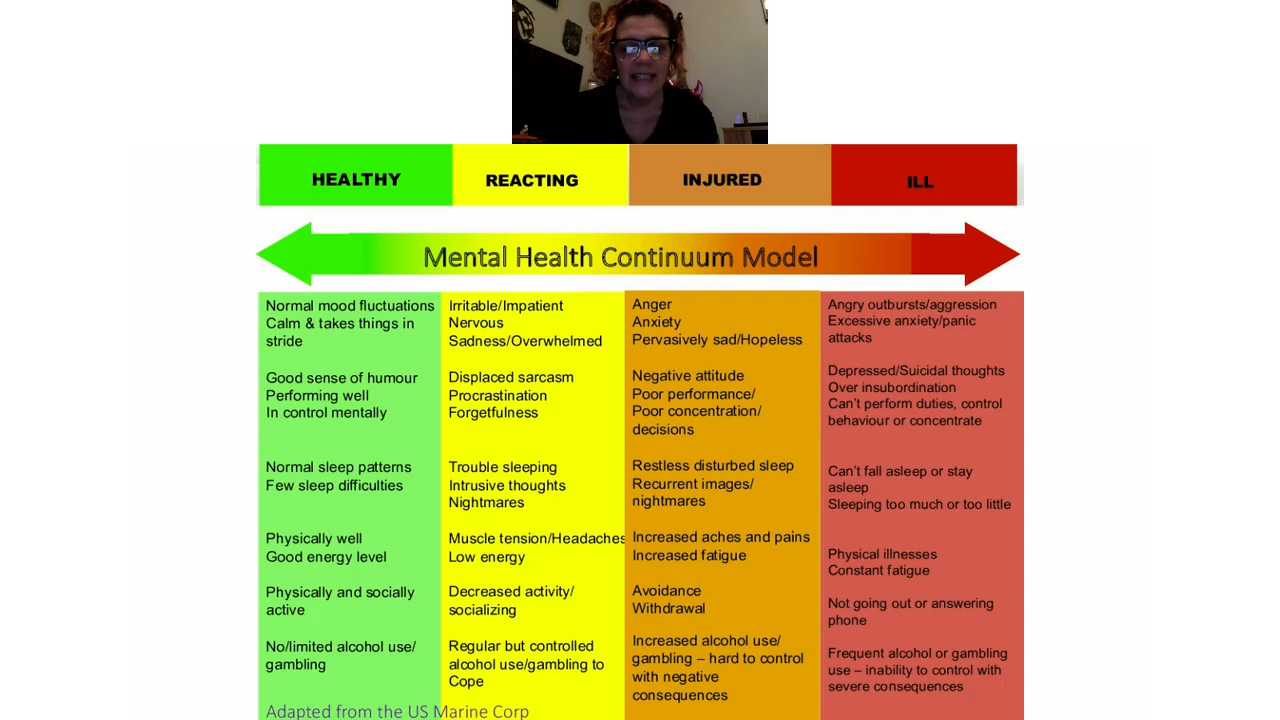 HEALTHY
REACTING
INJURED
ILL
Mental Health Continuum Model
Normal mood fluctuations
Calm & takes things in
stride
Good sense of humour
Performing well
In control mentally
Normal sleep patterns
Few sleep difficulties
Physically well
Good energy level
Physically and socially
active
No/limited alcohol use/
gambling
Irritable/Impatient
Nervous
Sadness/Overwhelmed
Displaced sarcasm
Procrastination
Forgetfulness
Trouble sleeping
Intrusive thoughts
Nightmares
Muscle tension/Headaches
Low energy
Decreased activity/
socializing
Regular but controlled
alcohol use/gambling to
Cope
Anger
Anxiety
Pervasively sad/Hopeless
Negative attitude
Poor performance/
Poor concentration/
decisions
Restless disturbed sleep
Recurrent images/
nightmares
Increased aches and pains
Increased fatigue
Avoidance
Withdrawal
Increased alcohol use/
gambling – hard to control
with negative
consequences
Angry outbursts/aggression
Excessive anxiety/panic
attacks
Depressed/Suicidal thoughts
Over insubordination
Can't perform duties, control
behaviour or concentrate
Can't fall asleep or stay
asleep
Sleeping too much or too little
Physical illnesses
Constant fatigue
Not going out or answering
phone
Frequent alcohol or gambling
use – inability to control with
severe consequences
Adapted from the US Marine Corp